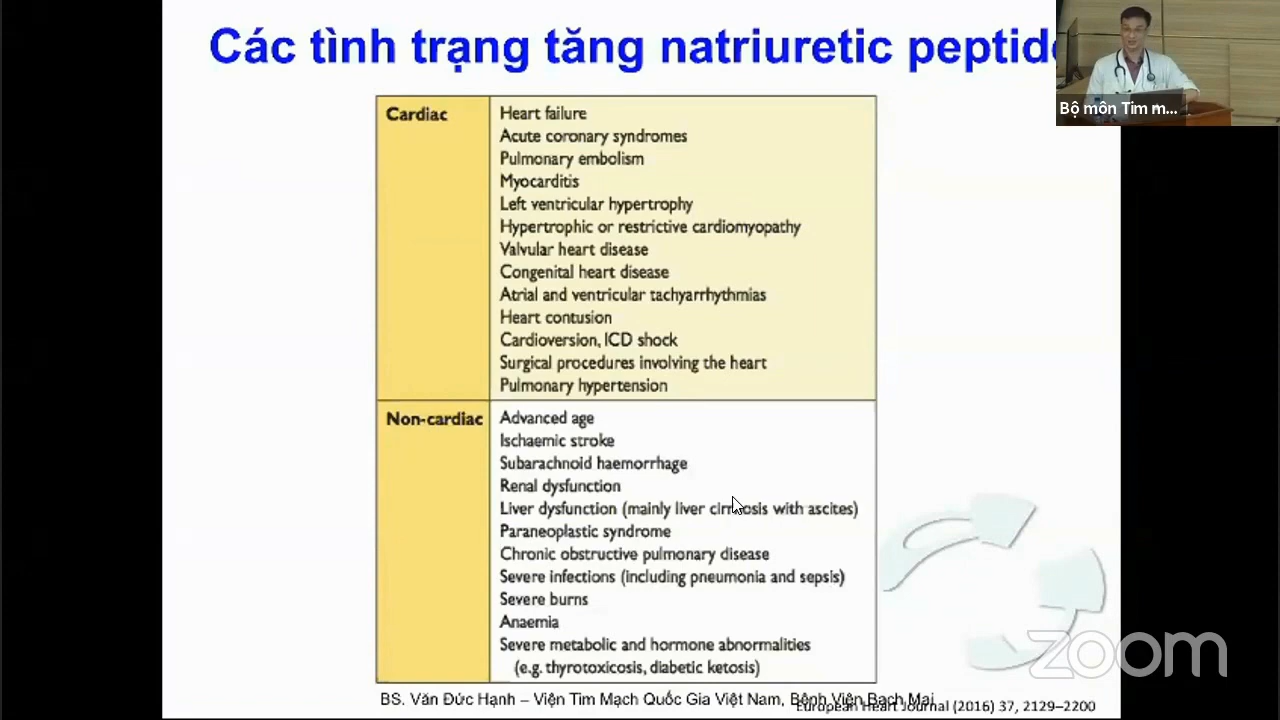 Các tình trạng tăng natriuretic peptide
Bộ môn Tim m...
Cardiac
Heart failure
Acute coronary syndromes
Pulmonary embolism
Myocarditis
Left ventricular hypertrophy
Hypertrophic or restrictive cardiomyopathy
Valvular heart disease
Congenital heart disease
Atrial and ventricular tachyarrhythmias
Heart contusion
Cardioversion, ICD shock
Surgical procedures involving the heart
Pulmonary hypertension
Non-cardiac
Advanced age
Ischaemic stroke
Subarachnoid haemorrhage
Renal dysfunction
Liver dysfunction (mainly liver cirrhosis with ascites)
Paraneoplastic syndrome
Chronic obstructive pulmonary disease
Severe infections (including pneumonia and sepsis)
Severe burns
Anaemia
Severe metabolic and hormone abnormalities
(e.g. thyrotoxicosis, diabetic ketosis)
zoom
BS. Văn Đức Hạnh – Viện Tim Mạch Quốc Gia Việt Nam, Bệnh Viện Bạch Mai
European Heart Journal (2016) 37, 2129–2200